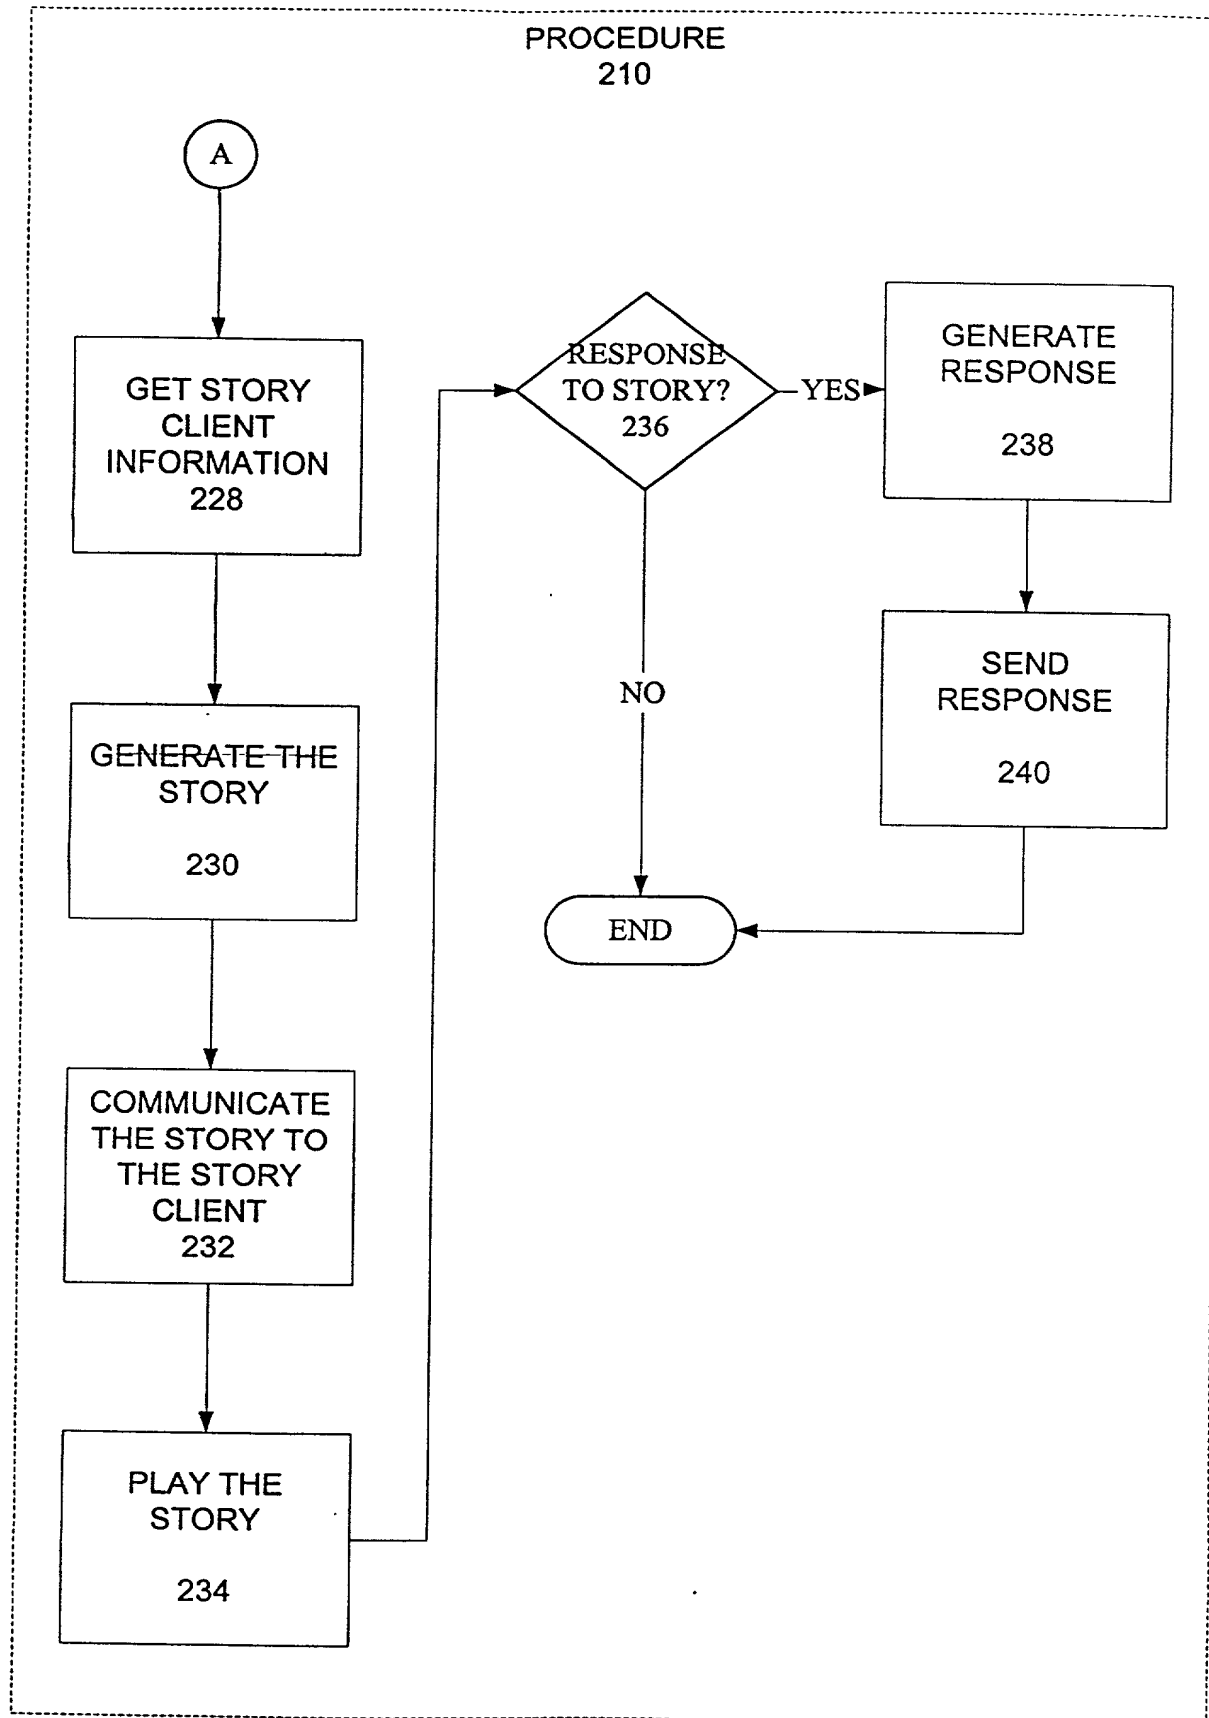 PROCEDURE
210
A
GET STORY
CLIENT
INFORMATION
228
GENERATE THE
STORY
230
COMMUNICATE
THE STORY TO
THE STORY
CLIENT
232
PLAY THE
STORY
234
RESPONSE
TO STORY?
236
YES
NO
GENERATE
RESPONSE
238
SEND
RESPONSE
240
END